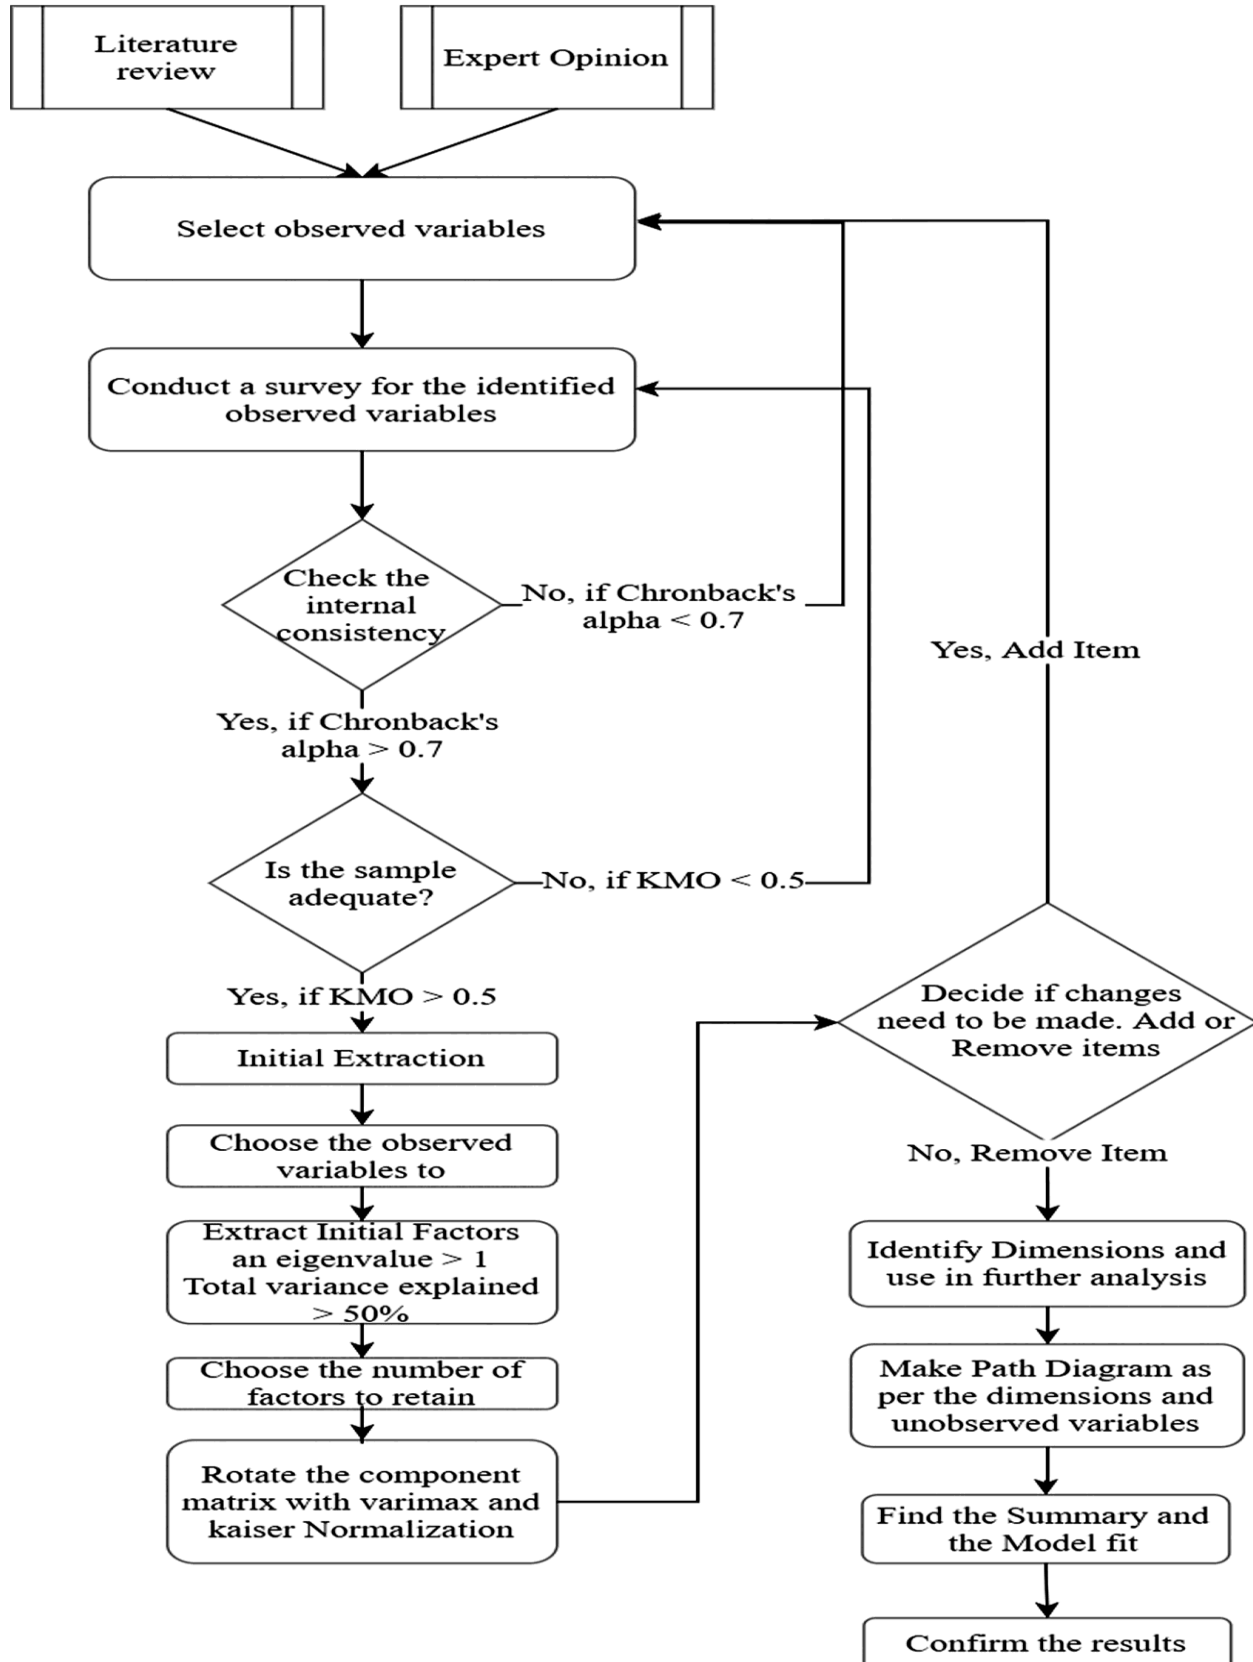 Literature
review
Expert Opinion
Select observed variables
Conduct a survey for the identified
observed variables
Check the
internal
consistency
No, if Chronback's
alpha < 0.7
Yes, if Chronback's
alpha > 0.7
Is the sample
adequate?
No, if KMO < 0.5
Yes, if KMO > 0.5
Initial Extraction
Choose the observed
variables to
Extract Initial Factors
an eigenvalue > 1
Total variance explained
> 50%
Choose the number of
factors to retain
Rotate the component
matrix with varimax and
kaiser Normalization
Yes, Add Item
Decide if changes
need to be made. Add or
Remove items
No, Remove Item
Identify Dimensions and
use in further analysis
Make Path Diagram as
per the dimensions and
unobserved variables
Find the Summary and
the Model fit
Confirm the results